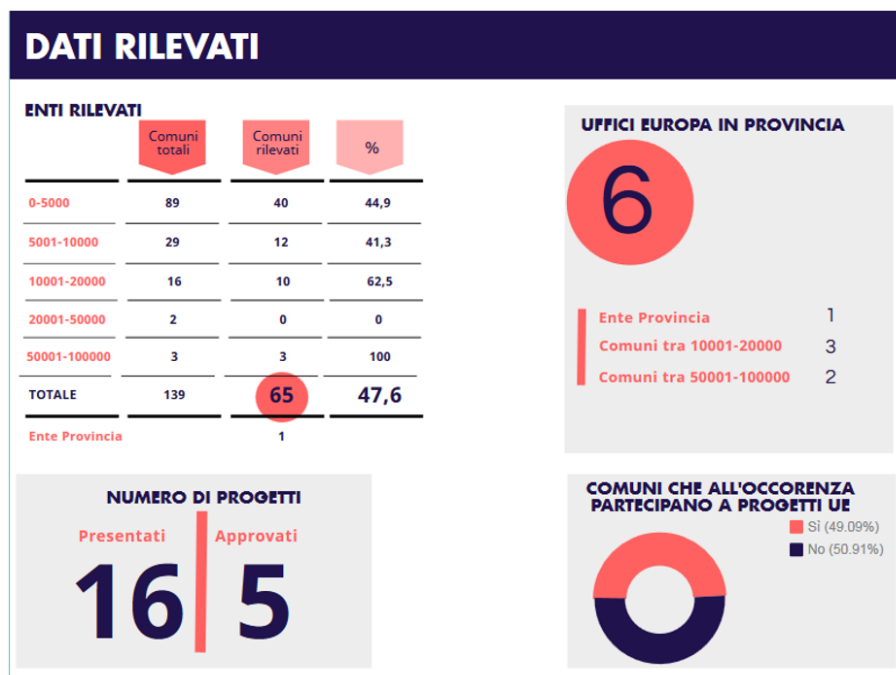 DATI RILEVATI
ENTI RILEVATI
Comuni totali
Comuni rilevati
%
0-5000 89 40 44,9
5001-10000 29 12 41,3
10001-20000 16 10 62,5
20001-50000 2 0 0
50001-100000 3 3 100
TOTALE 139 65 47,6
Ente Provincia 1
UFFICI EUROPA IN PROVINCIA
6
Ente Provincia 1
Comuni tra 10001-20000 3
Comuni tra 50001-100000 2
NUMERO DI PROGETTI
Presentati Approvati
16 5
COMUNI CHE ALL'OCCORENZA
PARTECIPANO A PROGETTI UE
Sì (49.09%)
No (50.91%)